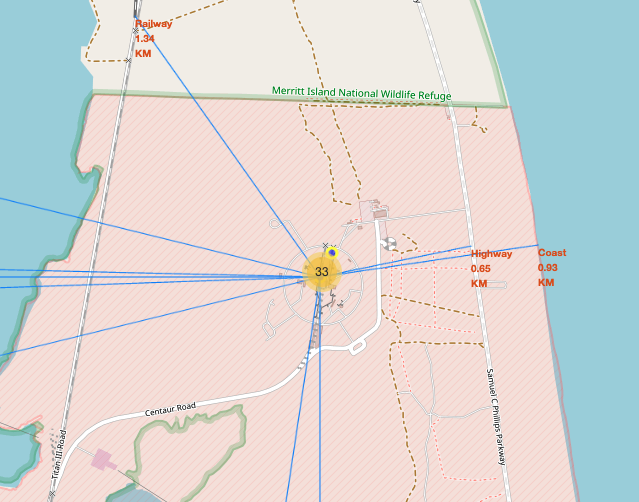 Railway
1.34
KM
Merritt Island National Wildlife Refuge
33
Highway
0.65
KM
Coast
0.93
KM
Samuel C Phillips Parkway
Centaur Road
Titan III Road